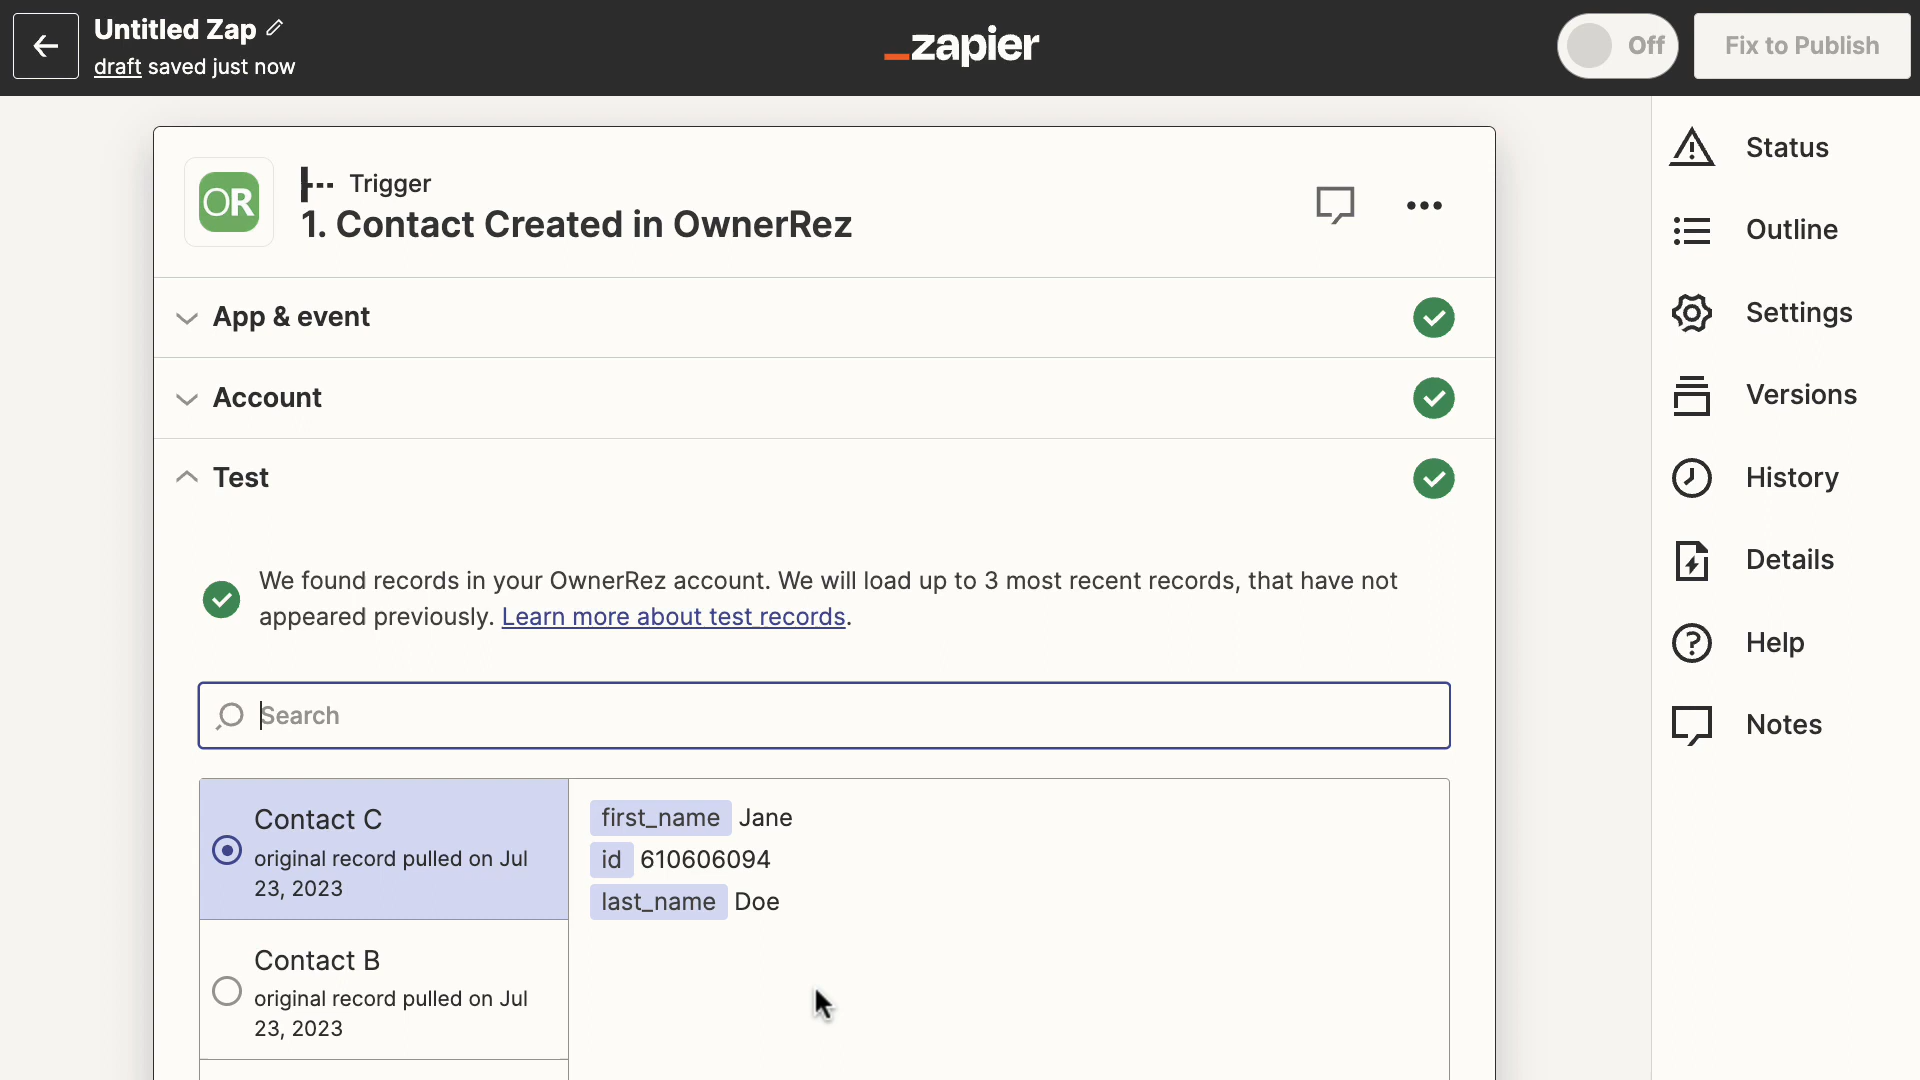 Untitled Zap
draft saved just now
zapier
Off
Fix to Publish
OR
Trigger
1. Contact Created in OwnerRez
App & event
Account
Test
We found records in your OwnerRez account. We will load up to 3 most recent records, that have not
appeared previously. Learn more about test records.
Search
Contact C
original record pulled on Jul
23, 2023
first_name Jane
id 610606094
last_name Doe
Contact B
original record pulled on Jul
23, 2023
Status
Outline
Settings
Versions
History
Details
Help
Notes